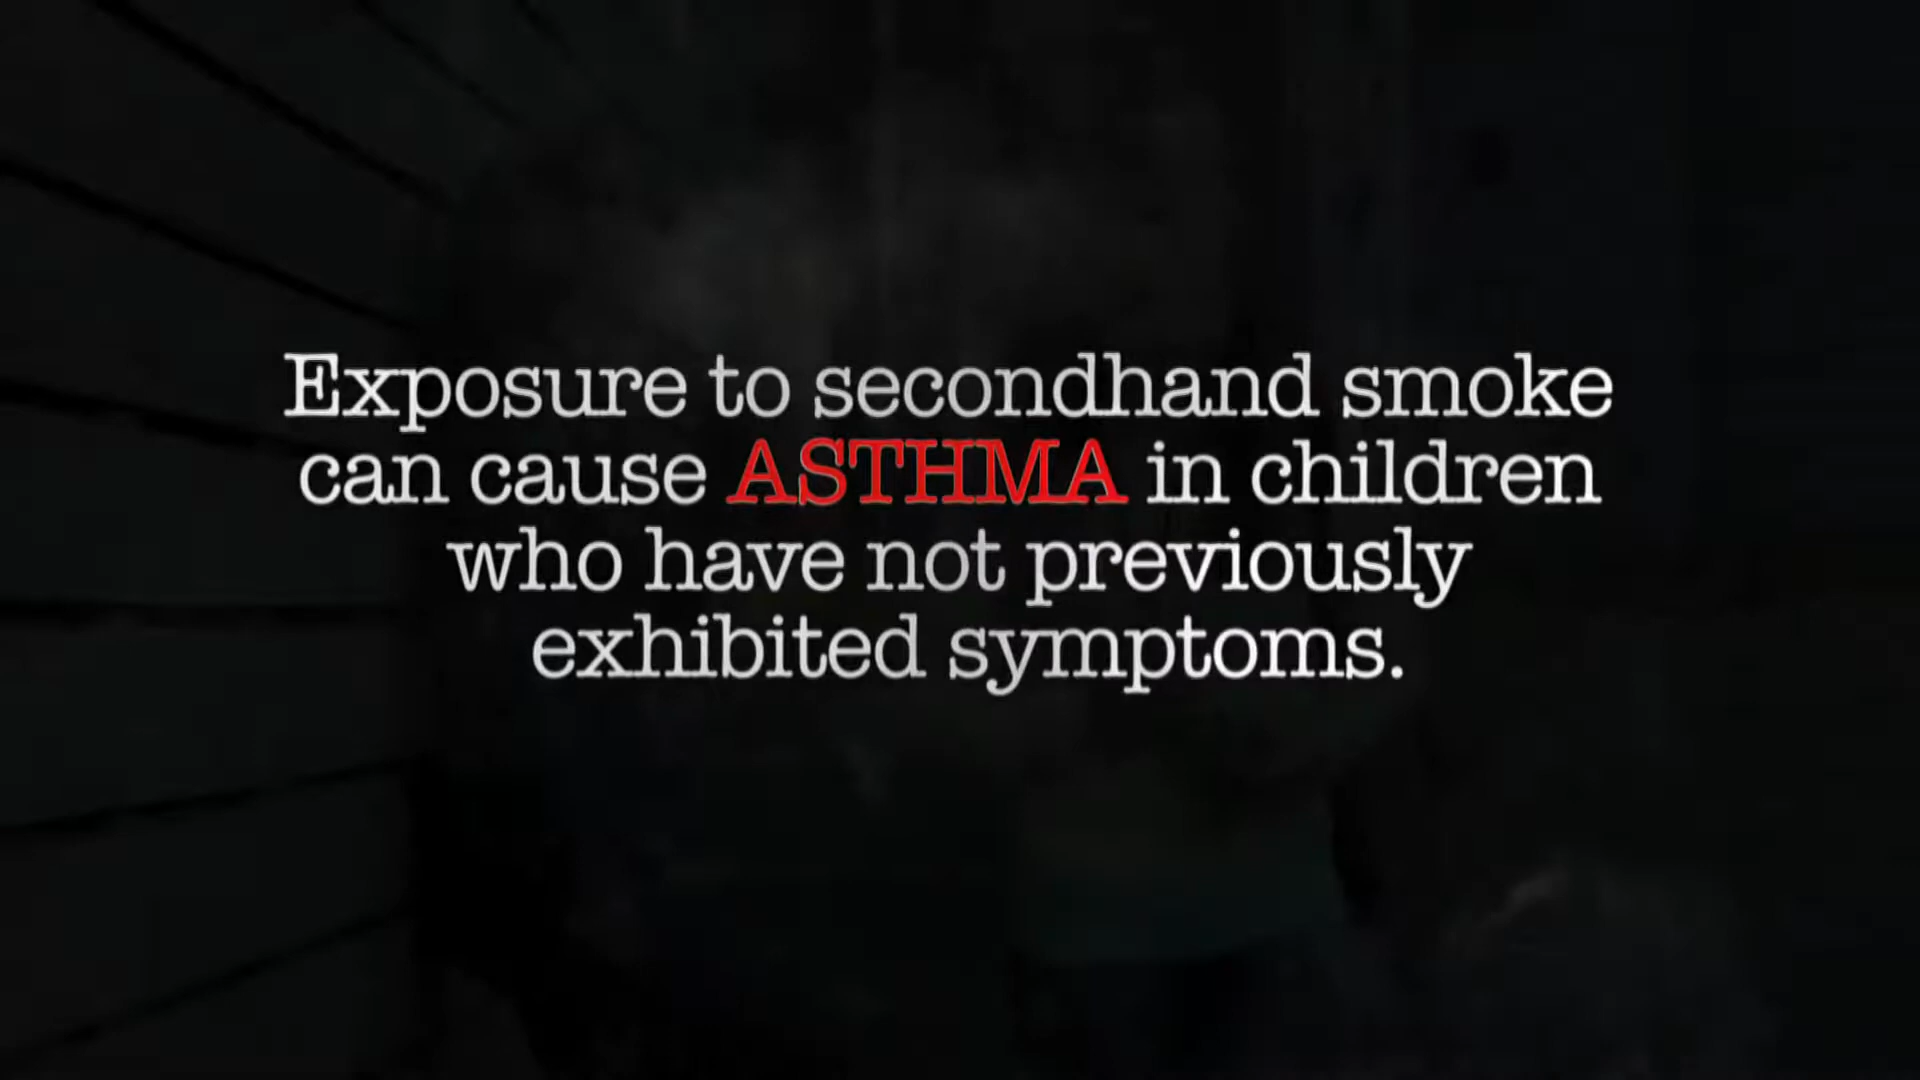 Exposure to secondhand smoke
can cause ASTHMA in children
who have not previously
exhibited symptoms.